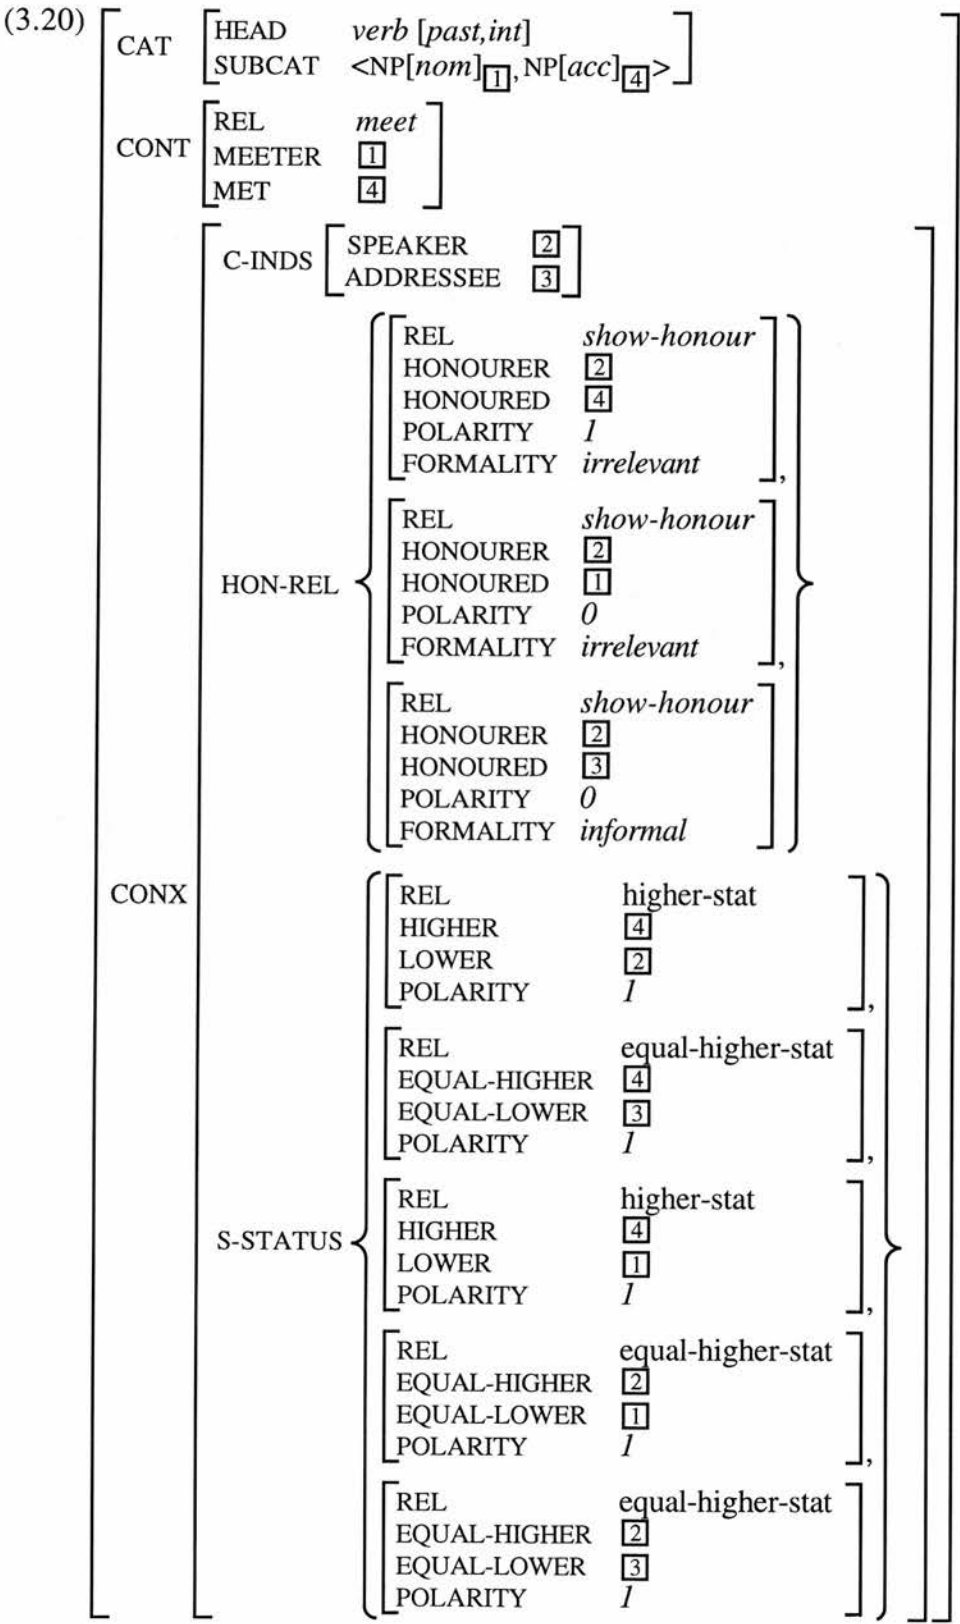 (3.20)
CAT HEAD verb [past,int]
SUBCAT <NP[nom]1, NP[acc]4>
CONT REL meet
MEETER 1
MET 4
CONX
C-INDS SPEAKER 2
ADDRESSEE 3
HON-REL
REL show-honour
HONOURER 2
HONOURED 4
POLARITY 1
FORMALITY irrelevant,
REL show-honour
HONOURER 2
HONOURED 1
POLARITY 0
FORMALITY irrelevant,
REL show-honour
HONOURER 2
HONOURED 3
POLARITY 0
FORMALITY informal
S-STATUS
REL higher-stat
HIGHER 4
LOWER 2
POLARITY 1,
REL equal-higher-stat
EQUAL-HIGHER 4
EQUAL-LOWER 3
POLARITY 1,
REL higher-stat
HIGHER 4
LOWER 1
POLARITY 1,
REL equal-higher-stat
EQUAL-HIGHER 2
EQUAL-LOWER 1
POLARITY 1,
REL equal-higher-stat
EQUAL-HIGHER 2
EQUAL-LOWER 3
POLARITY 1